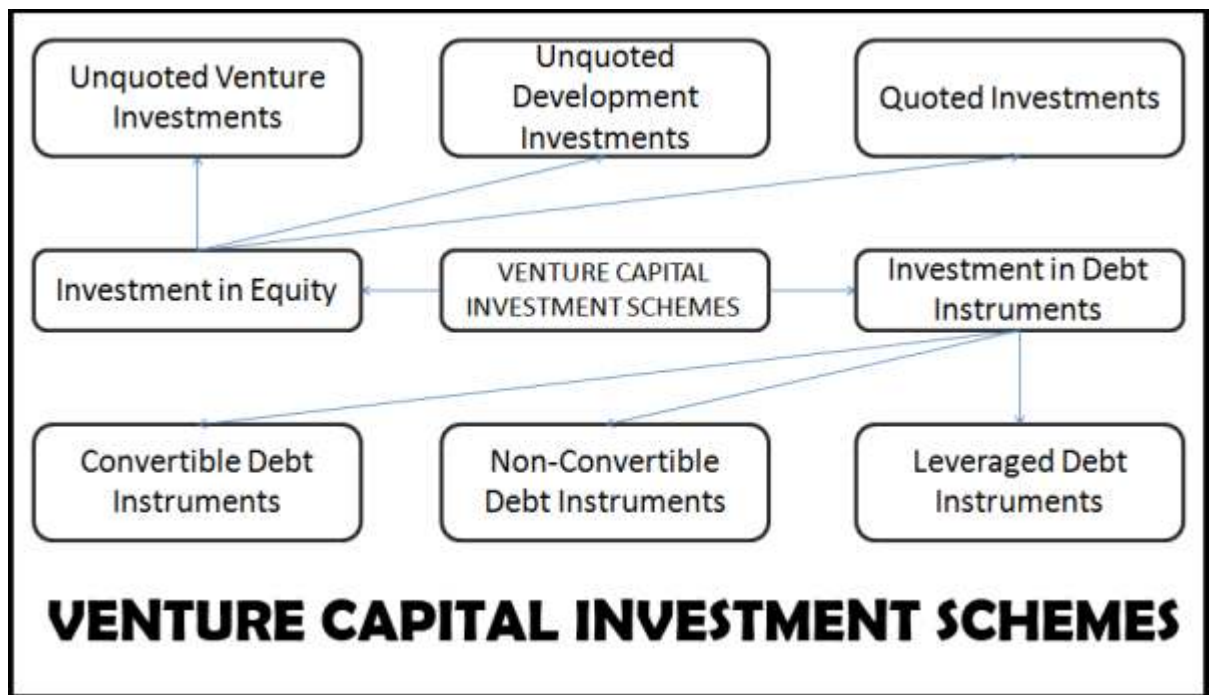 Unquoted Venture
Investments
Unquoted
Development
Investments
Quoted Investments
Investment in Equity
VENTURE CAPITAL
INVESTMENT SCHEMES
Investment in Debt
Instruments
Convertible Debt
Instruments
Non-Convertible
Debt Instruments
Leveraged Debt
Instruments
VENTURE CAPITAL INVESTMENT SCHEMES